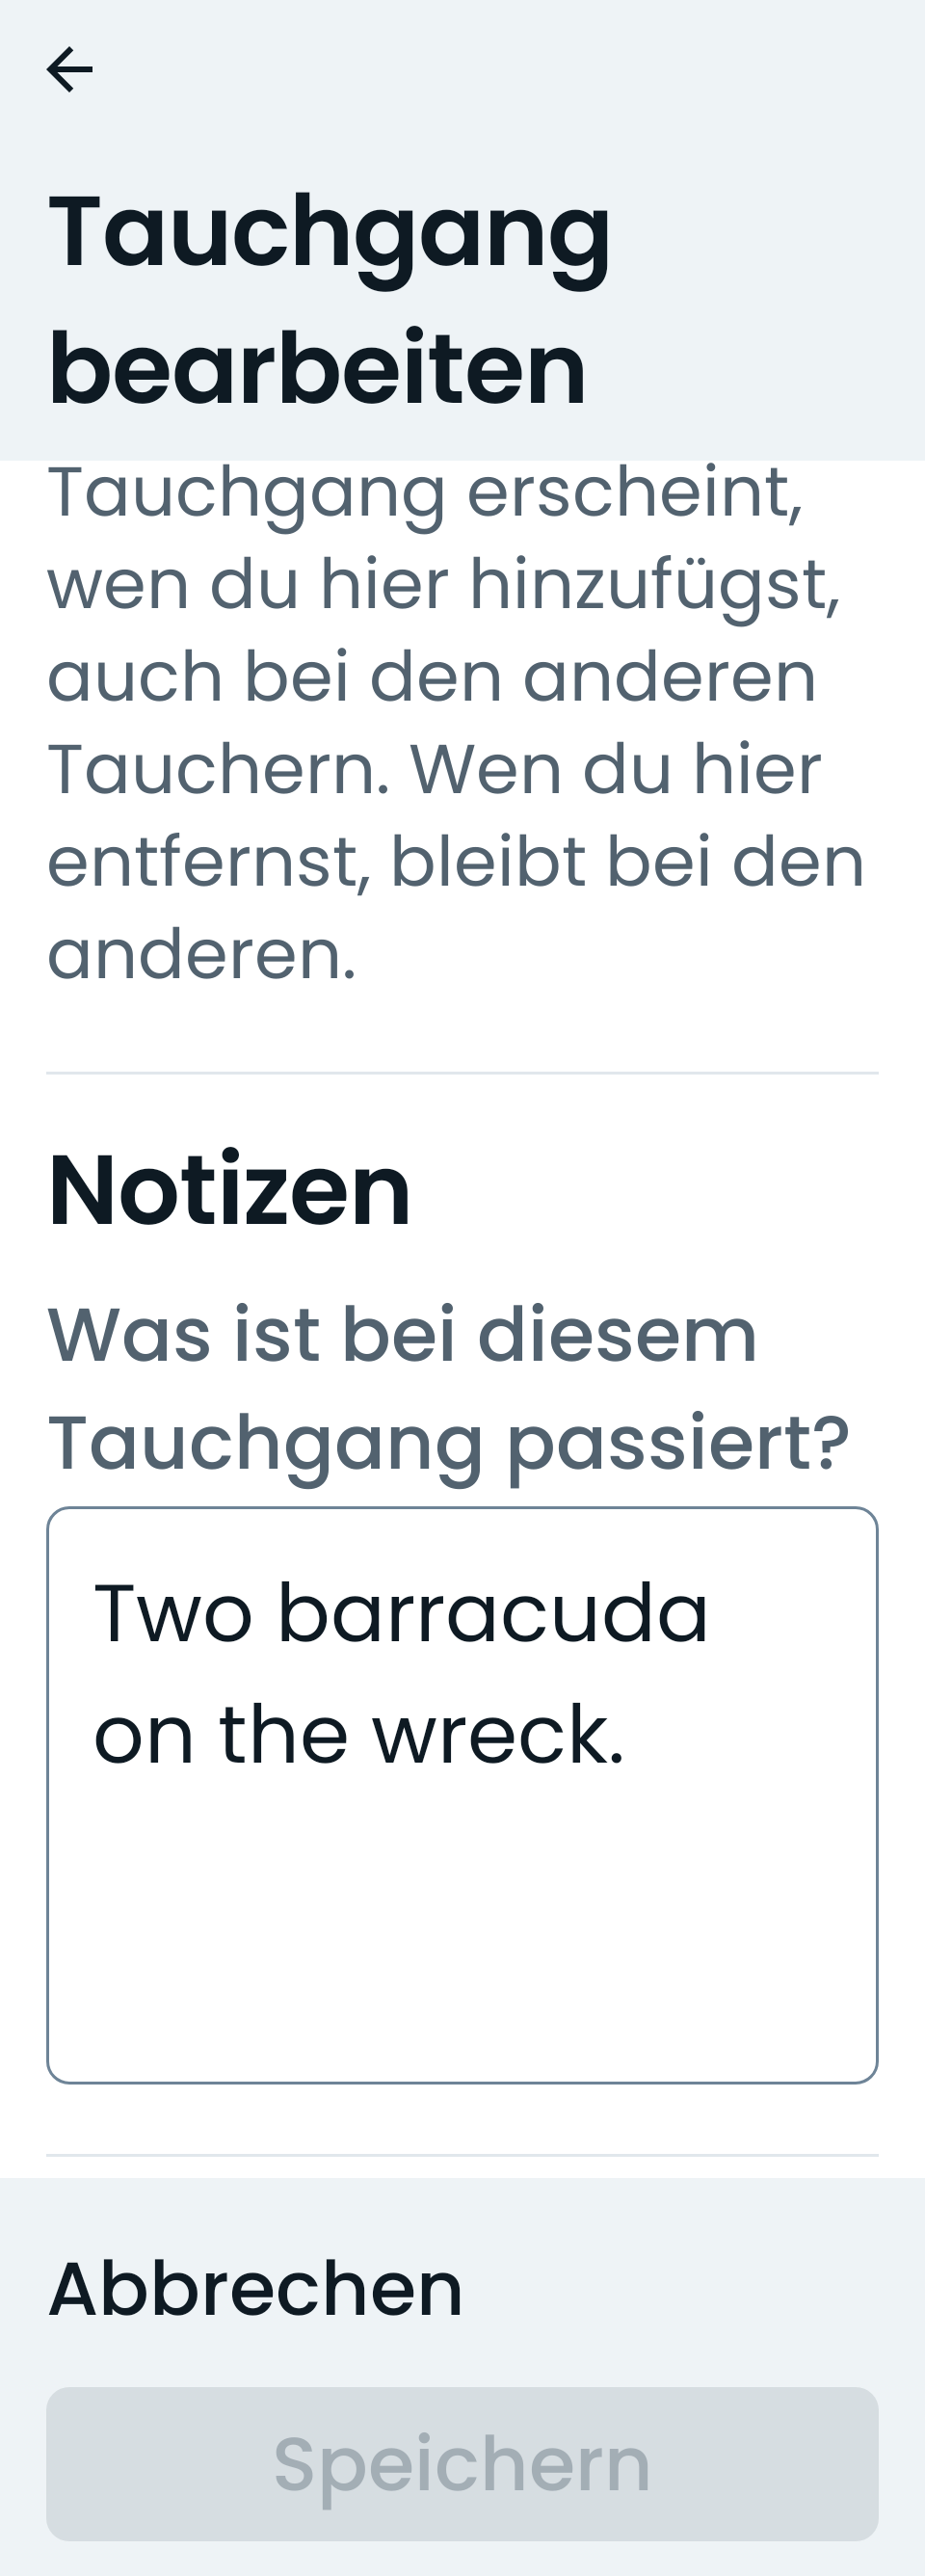 Tauchgang
bearbeiten
Tauchgang erscheint,
wen du hier hinzufügst,
auch bei den anderen
Tauchern. Wen du hier
entfernst, bleibt bei den
anderen.
Notizen
Was ist bei diesem
Tauchgang passiert?
Two barracuda
on the wreck.
Abbrechen
Speichern